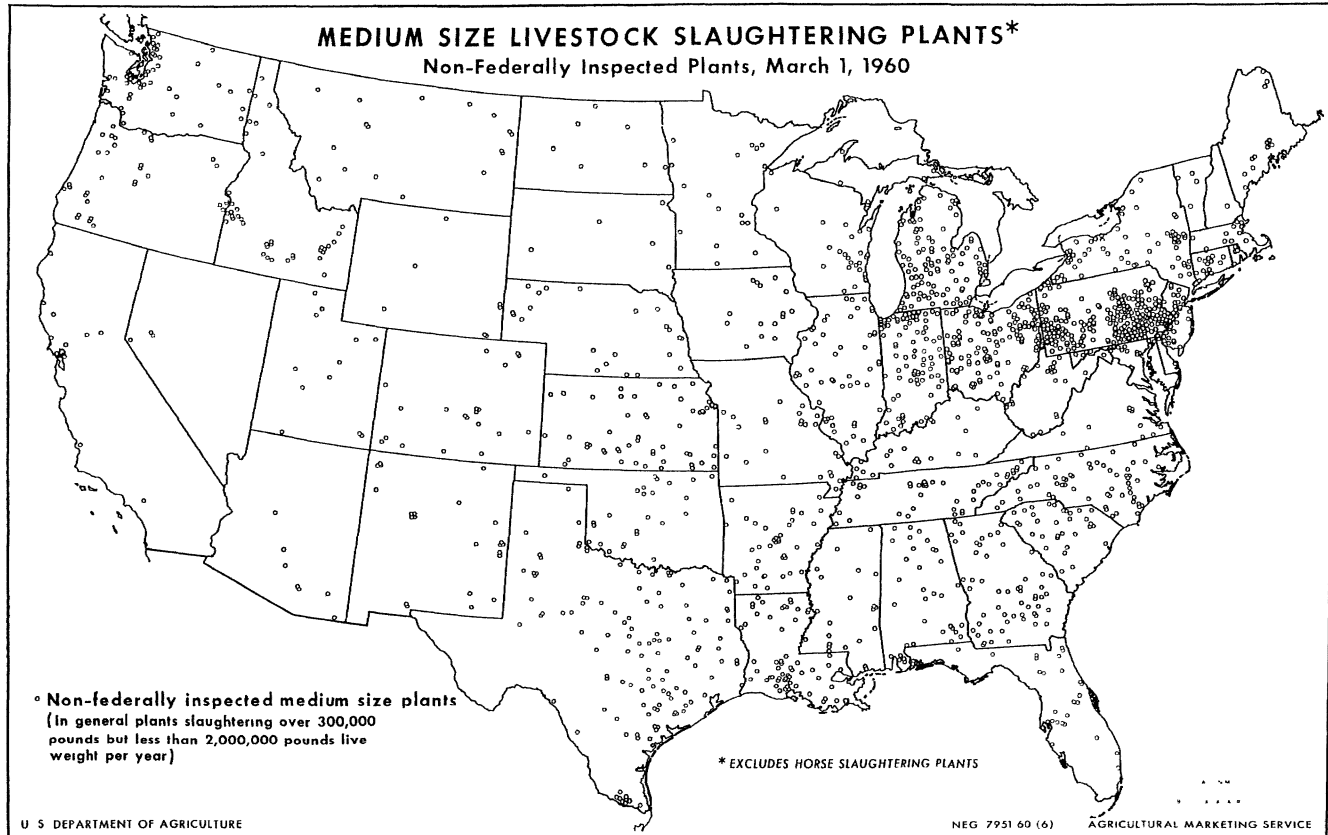 MEDIUM SIZE LIVESTOCK SLAUGHTERING PLANTS*
Non-Federally Inspected Plants, March 1, 1960
Non-federally inspected medium size plants
(In general plants slaughtering over 300,000
pounds but less than 2,000,000 pounds live
weight per year)
* EXCLUDES HORSE SLAUGHTERING PLANTS
U S DEPARTMENT OF AGRICULTURE
NEG 7951 60 (6) AGRICULTURAL MARKETING SERVICE